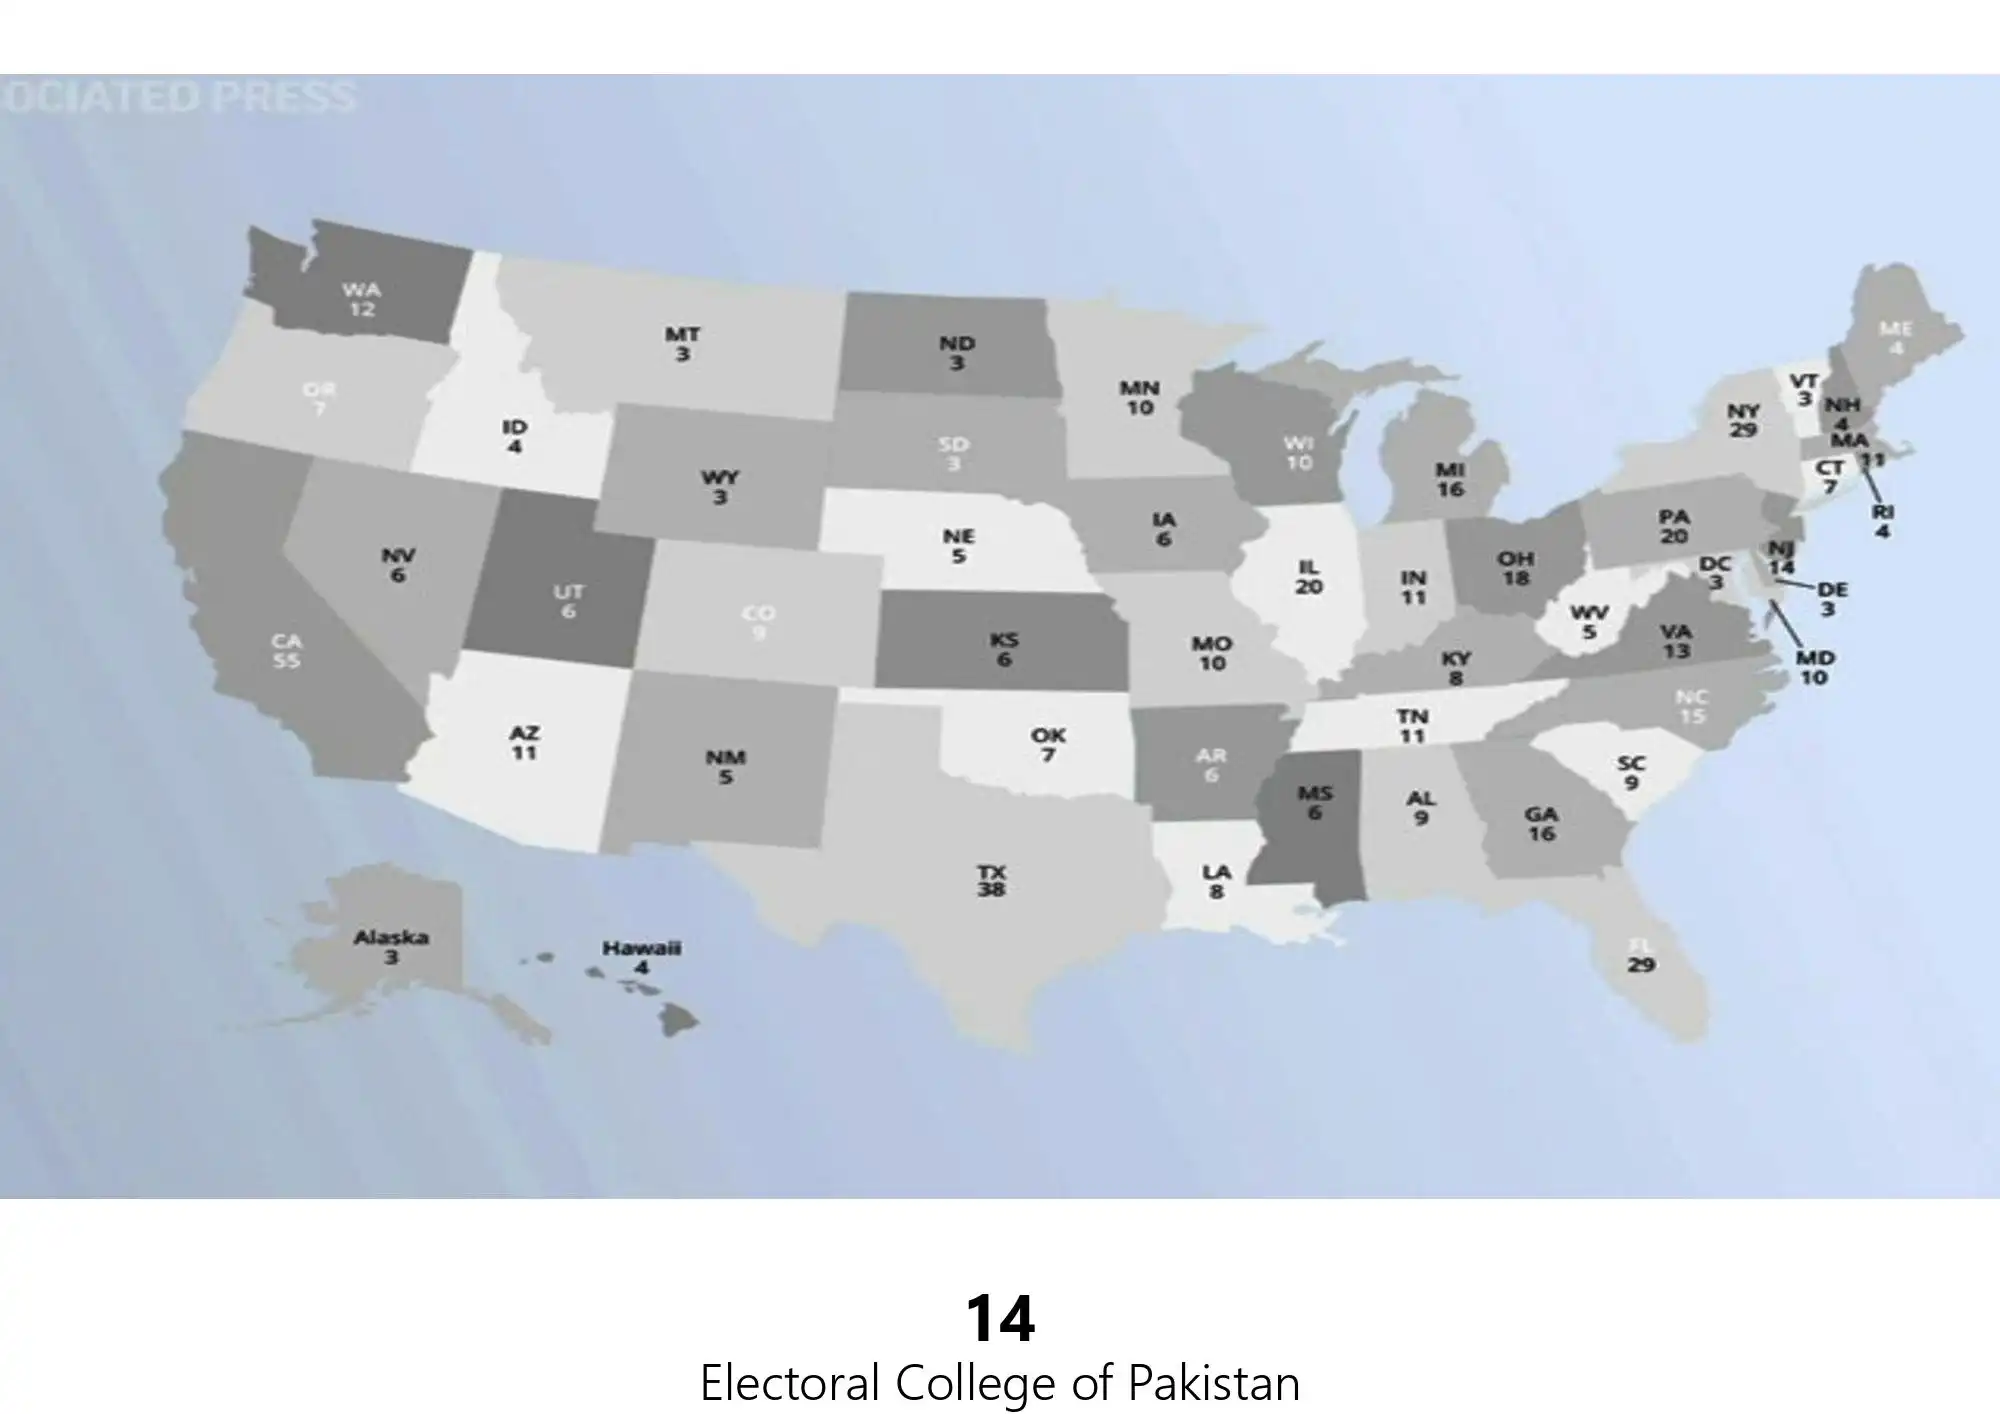 OCIATED PRESS
WA
12
MT
3
ND
3
MN
10
OR
7
ID
4
WY
3
SD
3
WI
10
MI
16
NY
29
VT
3
NH
4
ME
4
MA
11
CT
7
RI
4
NV
6
UT
6
CO
9
NE
5
IA
6
IL
20
IN
11
OH
18
PA
20
NJ
14
DC
3
DE
3
MD
10
WV
5
VA
13
CA
55
KS
6
MO
10
KY
8
NC
15
AZ
11
NM
5
OK
7
AR
6
TN
11
SC
9
MS
6
AL
9
GA
16
TX
38
LA
8
FL
29
Alaska
3
Hawaii
4
14
Electoral College of Pakistan